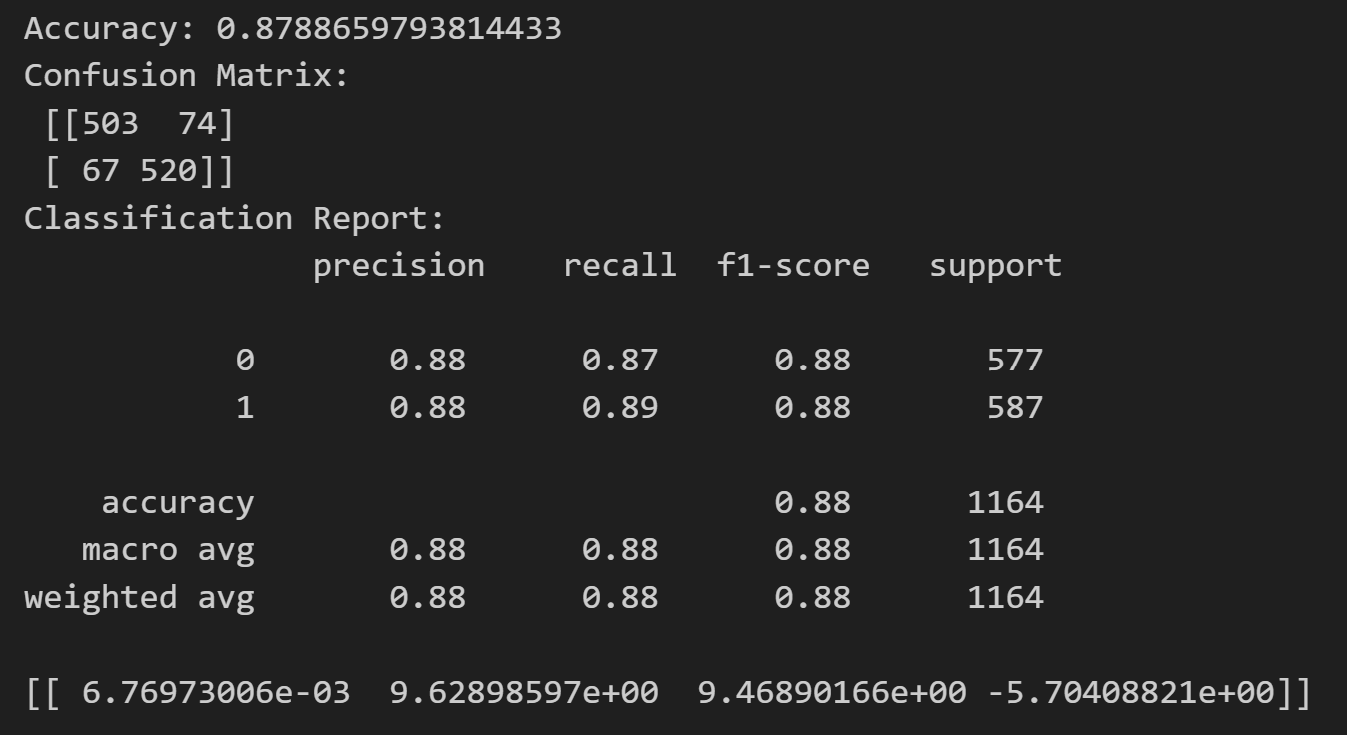 Accuracy: 0.8788659793814433
Confusion Matrix:
 [[503  74]
 [ 67 520]]
Classification Report:
               precision    recall  f1-score   support

           0       0.88      0.87      0.88       577
           1       0.88      0.89      0.88       587

    accuracy                           0.88      1164
   macro avg       0.88      0.88      0.88      1164
weighted avg       0.88      0.88      0.88      1164

[[ 6.76973006e-03  9.62898597e+00  9.46890166e+00 -5.70408821e+00]]